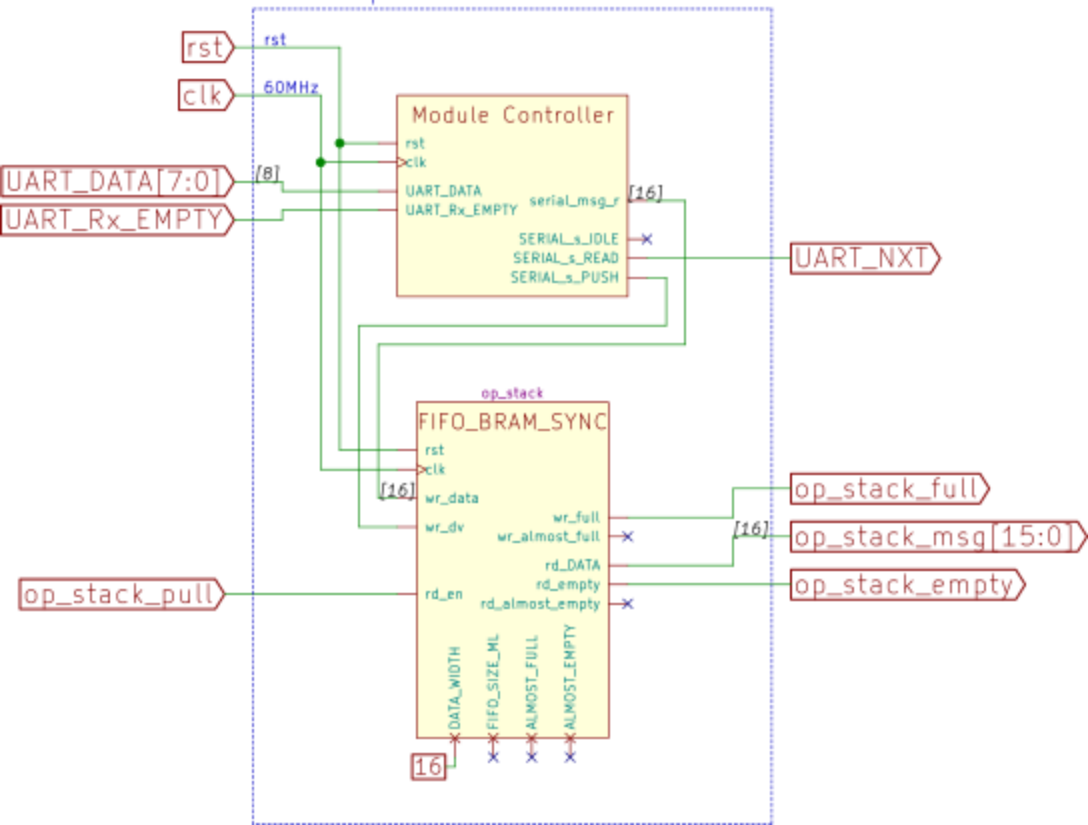 rst
rst
clk
60MHz
Module Controller
rst
clk
UART_DATA[7:0]
[8]
UART_DATA
UART_Rx_EMPTY
UART_Rx_EMPTY
serial_msg_r
[16]
SERIAL_s_IDLE
SERIAL_s_READ
UART_NXT
SERIAL_s_PUSH
op_stack
FIFO_BRAM_SYNC
rst
clk
[16]
wr_data
wr_dv
wr_full
op_stack_full
wr_almost_full
[16]
op_stack_msg[15:0]
rd_DATA
rd_empty
op_stack_empty
op_stack_pull
rd_en
rd_almost_empty
DATA_WIDTH
FIFO_SIZE_ML
ALMOST_FULL
ALMOST_EMPTY
16